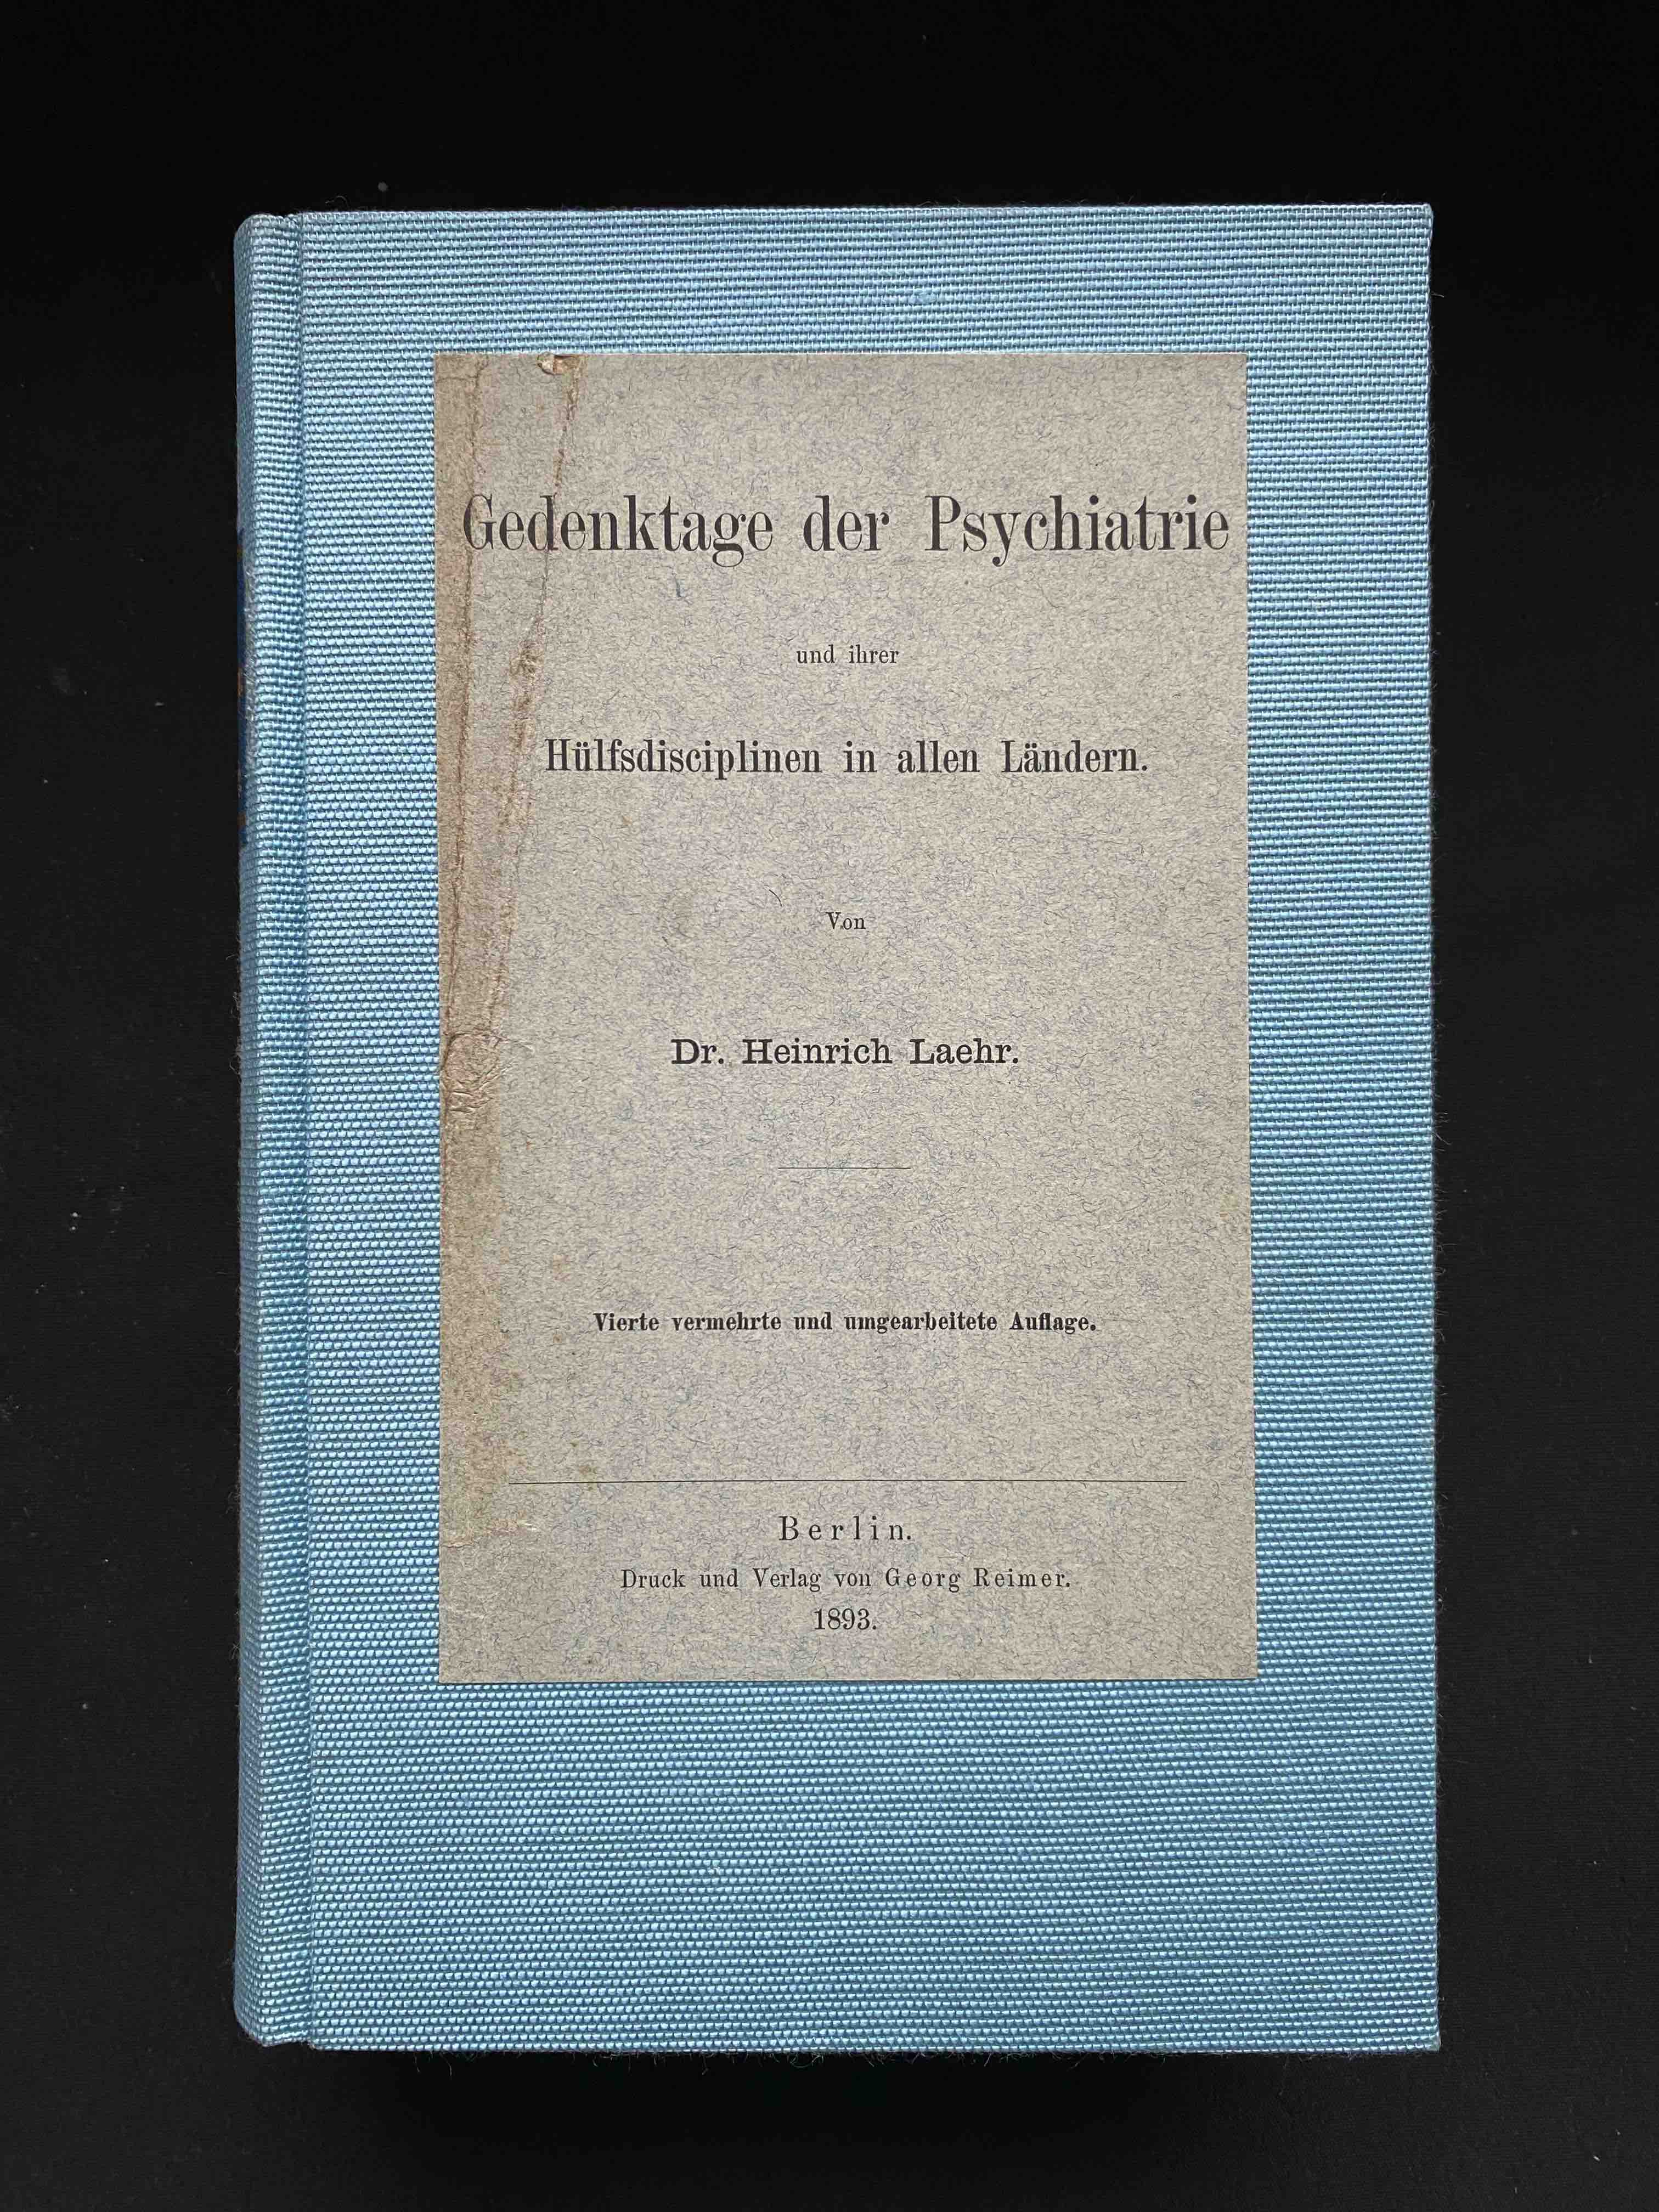 Gedenktage der Psychiatrie
und ihrer
Hülfsdisciplinen in allen Ländern.
Von
Dr. Heinrich Laehr.
Vierte vermehrte und umgearbeitete Auflage.
Berlin.
Druck und Verlag von Georg Reimer.
1893.